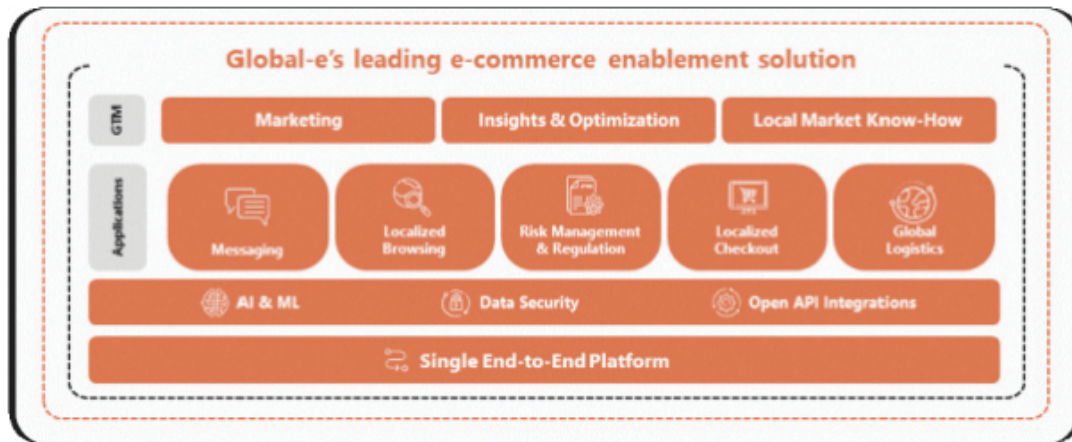 Global-e's leading e-commerce enablement solution
GTM
Marketing
Insights & Optimization
Local Market Know-How
Applications
Messaging
Localized
Browsing
Risk Management
& Regulation
Localized
Checkout
Global
Logistics
AI & ML
Data Security
Open API Integrations
Single End-to-End Platform